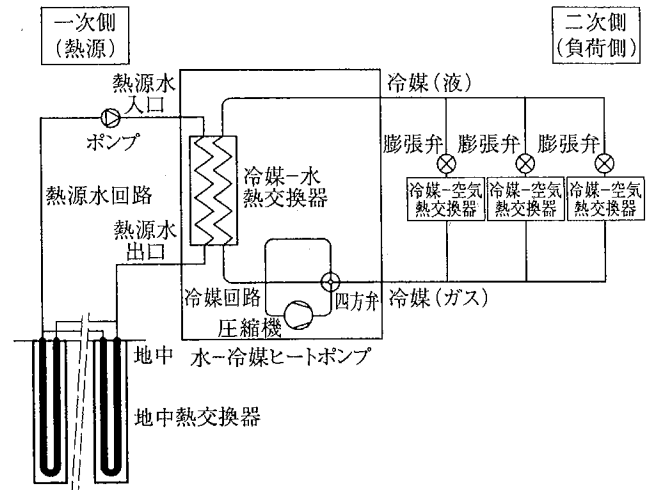 一次側
(熱源)
二次側
(負荷側)
熱源水
入口
冷媒(液)
ポンプ
膨張弁
膨張弁
膨張弁
冷媒-水
熱交換器
冷媒-空気
熱交換器
冷媒-空気
熱交換器
冷媒-空気
熱交換器
熱源水回路
熱源水
出口
冷媒回路
四方弁
冷媒(ガス)
圧縮機
地中
水-冷媒ヒートポンプ
地中熱交換器